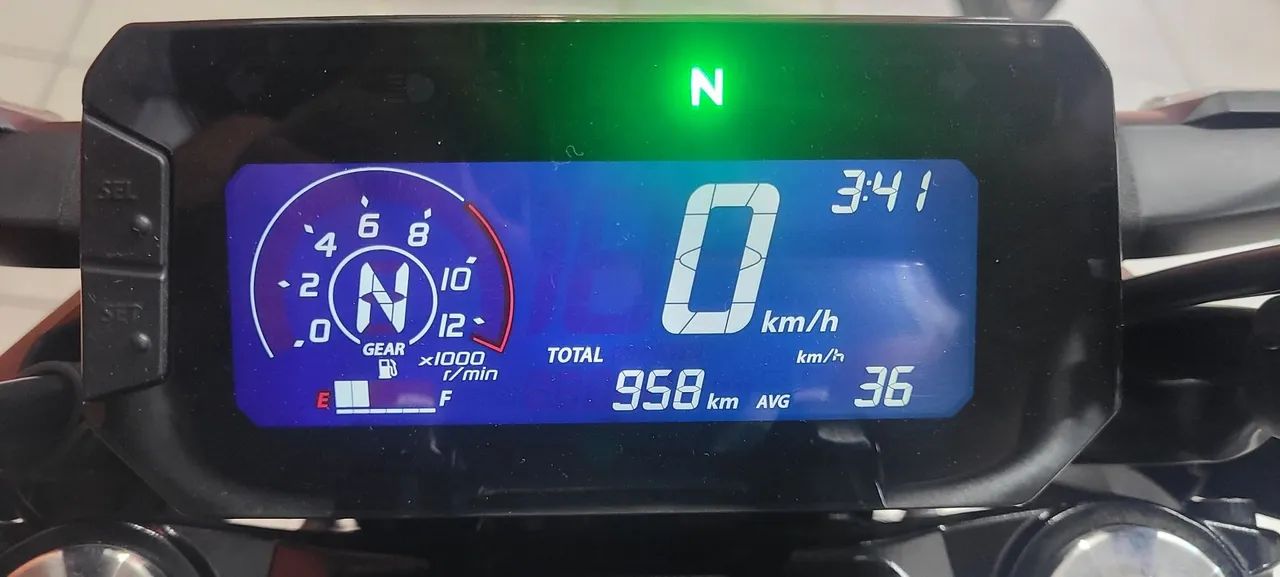 N
SEL
SET
3:41
0 km/h
0
2
4
6
8
10
12
N
GEAR
x1000
r/min
E F
TOTAL
958 km
km/h
AVG 36